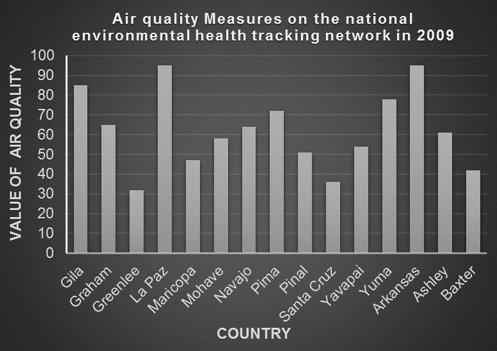 Air quality Measures on the national
environmental health tracking network in 2009
VALUE OF AIR QUALITY
100
90
80
70
60
50
40
30
20
10
0
Gila
Graham
Greenlee
La Paz
Maricopa
Mohave
Navajo
Pima
Pinal
Santa Cruz
Yavapai
Yuma
Arkansas
Ashley
Baxter
COUNTRY